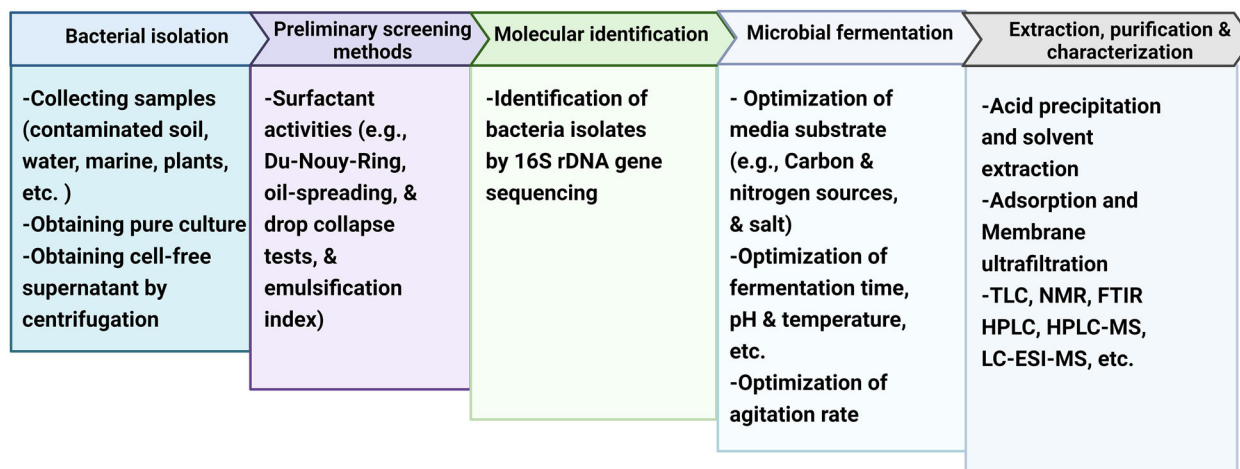 Bacterial isolation
-Collecting samples
(contaminated soil,
water, marine, plants,
etc. )
-Obtaining pure culture
-Obtaining cell-free
supernatant by
centrifugation
Preliminary screening
methods
-Surfactant
activities (e.g.,
Du-Nouy-Ring,
oil-spreading, &
drop collapse
tests, &
emulsification
index)
Molecular identification
-Identification of
bacteria isolates
by 16S rDNA gene
sequencing
Microbial fermentation
- Optimization of
media substrate
(e.g., Carbon &
nitrogen sources,
& salt)
-Optimization of
fermentation time,
pH & temperature,
etc.
-Optimization of
agitation rate
Extraction, purification &
characterization
-Acid precipitation
and solvent
extraction
-Adsorption and
Membrane
ultrafiltration
-TLC, NMR, FTIR
HPLC, HPLC-MS,
LC-ESI-MS, etc.